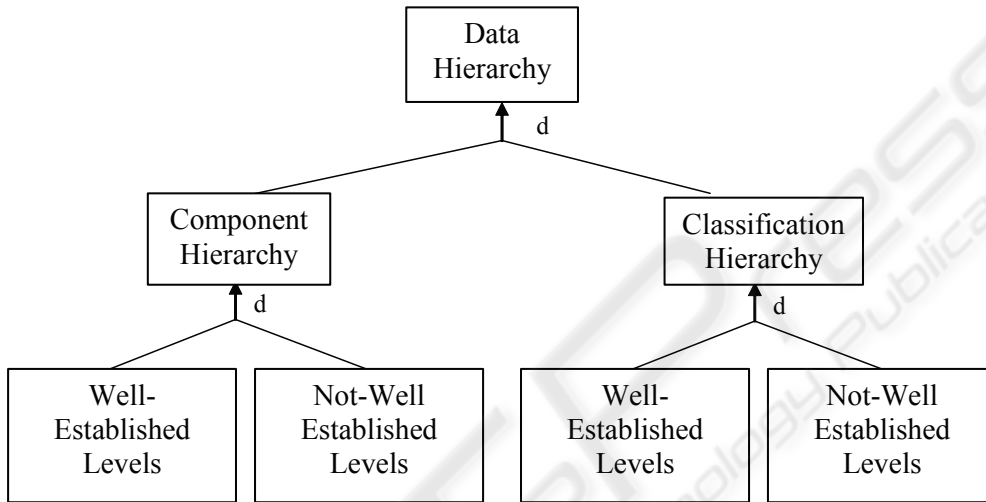 Data
Hierarchy
d
Component
Hierarchy
Classification
Hierarchy
d
d
Well-
Established
Levels
Not-Well
Established
Levels
Well-
Established
Levels
Not-Well
Established
Levels